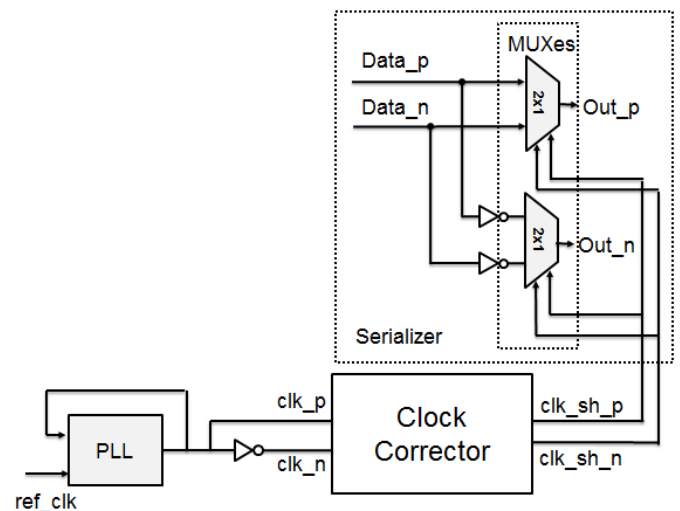 MUXes
Data_p
2x1
Out_p
Data_n
2x1
Out_n
Serializer
clk_p
Clock
Corrector
clk_sh_p
PLL
clk_n
clk_sh_n
ref_clk